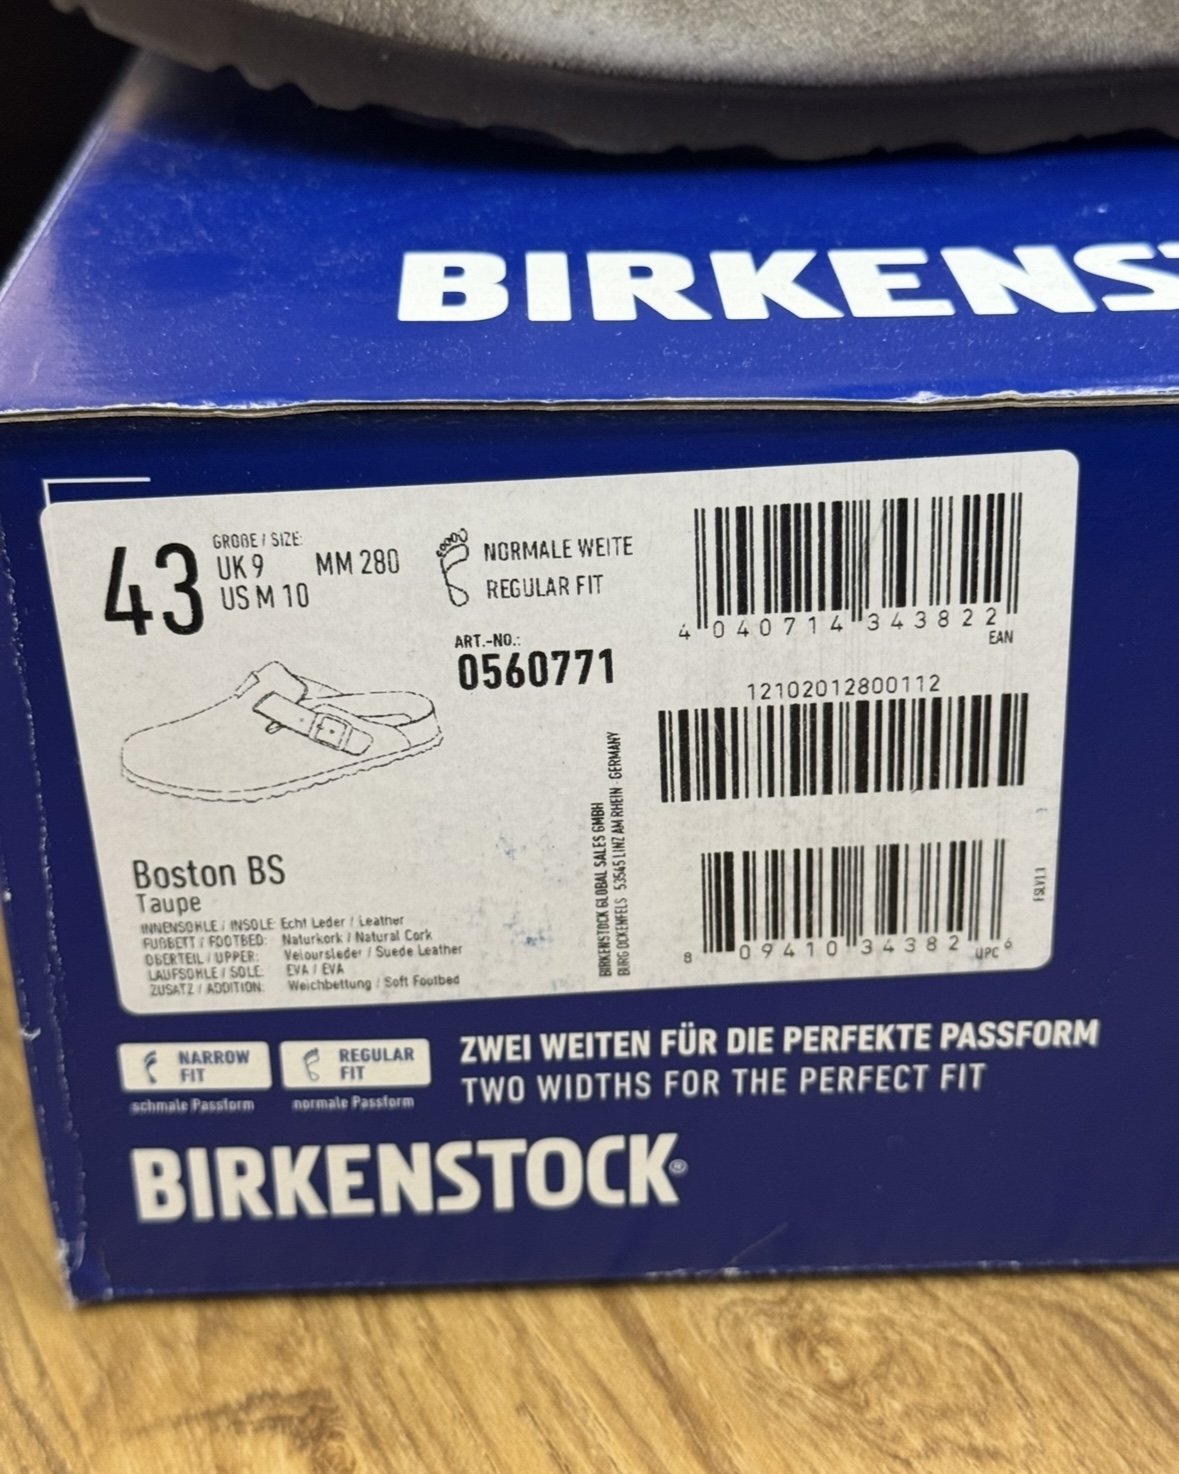 BIRKENS
43
GRÖßE / SIZE:
UK 9 MM 280
US M 10
NORMALE WEITE
REGULAR FIT
ART.-NO.:
0560771
4 040714 343822
EAN
12102012800112
BIRKENSTOCK GLOBAL SALES GMBH
BURG OCKENFELS 53545 LINZ AM RHEIN - GERMANY
Boston BS
Taupe
INNENSOHLE / INSOLE: Echt Leder / Leather
FUßBETT / FOOTBED: Naturkork / Natural Cork
OBERTEIL / UPPER: Veloursleder / Suede Leather
LAUFSOHLE / SOLE: EVA / EVA
ZUSATZ / ADDITION: Weichbettung / Soft Footbed
8 09410 34382 6
UPC
FSLV1.1
NARROW
FIT
schmale Passform
REGULAR
FIT
normale Passform
ZWEI WEITEN FÜR DIE PERFEKTE PASSFORM
TWO WIDTHS FOR THE PERFECT FIT
BIRKENSTOCK®